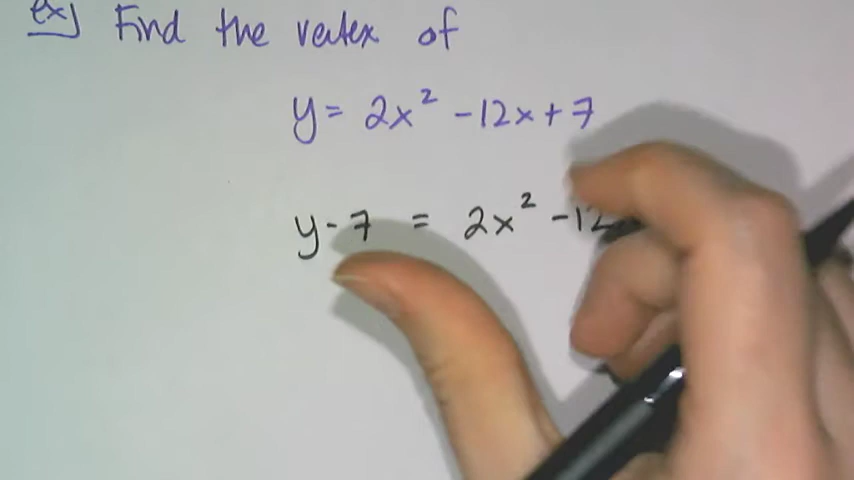 ex) Find the vertex of
y = 2x² - 12x + 7
y - 7 = 2x² - 12